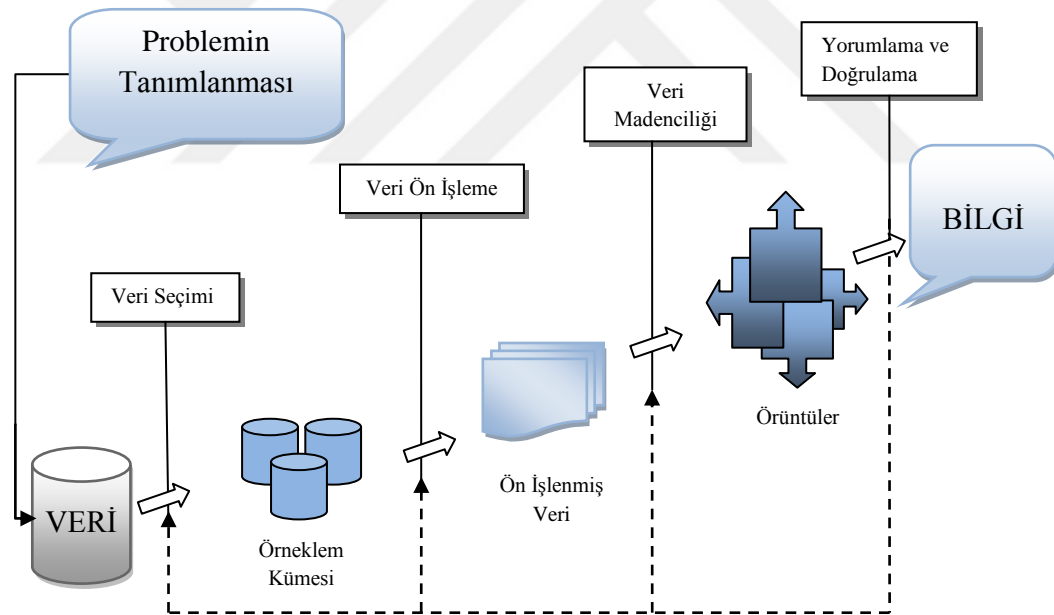 Problemin
Tanımlanması
Yorumlama ve
Doğrulama
Veri
Madenciliği
Veri Ön İşleme
BİLGİ
Veri Seçimi
Örüntüler
Ön İşlenmiş
Veri
VERİ
Örneklem
Kümesi